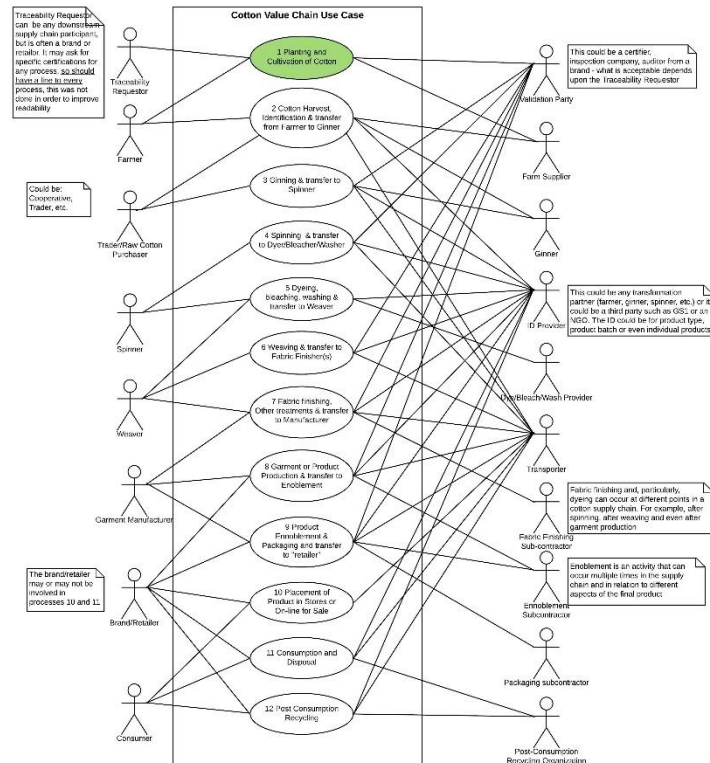 Cotton Value Chain Use Case
Traceability Requestor
can be any downstream
supply chain participant,
but is often a brand or
retailor. It may ask for
specific certifications for
any process, so should
have a line to every
process, this was not
done in order to improve
readability
Traceability
Requestor
Farmer
Could be:
Cooperative,
Trader, etc.
Trader/Raw Cotton
Purchaser
Spinner
Weaver
Garment Manufacturer
The brand/retailer
may or may not be
involved in
processes 10 and 11
Brand/Retailer
Consumer
1 Planting and
Cultivation of Cotton
2 Cotton Harvest,
Identification & transfer
from Farmer to Ginner
3 Ginning & transfer to
Spinner
4 Spinning & transfer
to Dyer/Bleacher/Washer
5 Dyeing,
bleaching, washing &
transfer to Weaver
6 Weaving & transfer to
Fabric Finisher(s)
7 Fabric finishing,
Other treatments & transfer
to Manufacturer
8 Garment or Product
Production & transfer to
Enoblement
9 Product
Ennoblement &
Packaging and transfer
to "retailer"
10 Placement of
Product in Stores or
On-line for Sale
11 Consumption and
Disposal
12 Post Consumption
Recycling
Validation Party
This could be a certifier,
inspection company, auditor from a
brand - what is acceptable depends
upon the Traceability Requestor
Farm Supplier
Ginner
ID Provider
This could be any transformation
partner (farmer, ginner, spinner, etc.) or it
could be a third party such as GS1 or an
NGO. The ID could be for product type,
product batch or even individual products
Dye/Bleach/Wash Provider
Transporter
Fabric finishing and, particularly,
dyeing can occur at different points in a
cotton supply chain. For example, after
spinning, after weaving and even after
garment production
Fabric Finishing
Sub-contractor
Enoblement is an activity that can
occur multiple times in the supply
chain and in relation to different
aspects of the final product
Ennoblement
Subcontractor
Packaging subcontractor
Post-Consumption
Recycling Organization